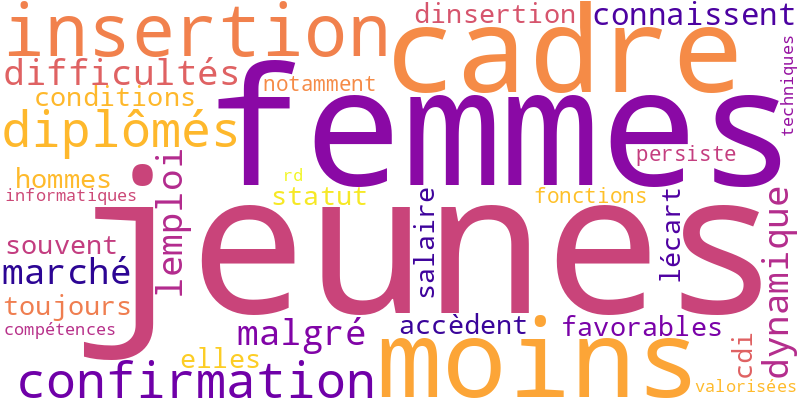 insertion
cadre
dinsertion
connaissent
difficultés
notamment
techniques
conditions
femmes
diplômés
persiste
hommes
rd
informatiques
statut
fonctions
lemploi
jeunes
salaire
lécart
dynamique
souvent
marché
toujours
compétences
malgré
accèdent
favorables
elles
moins
cdi
confirmation
valorisées